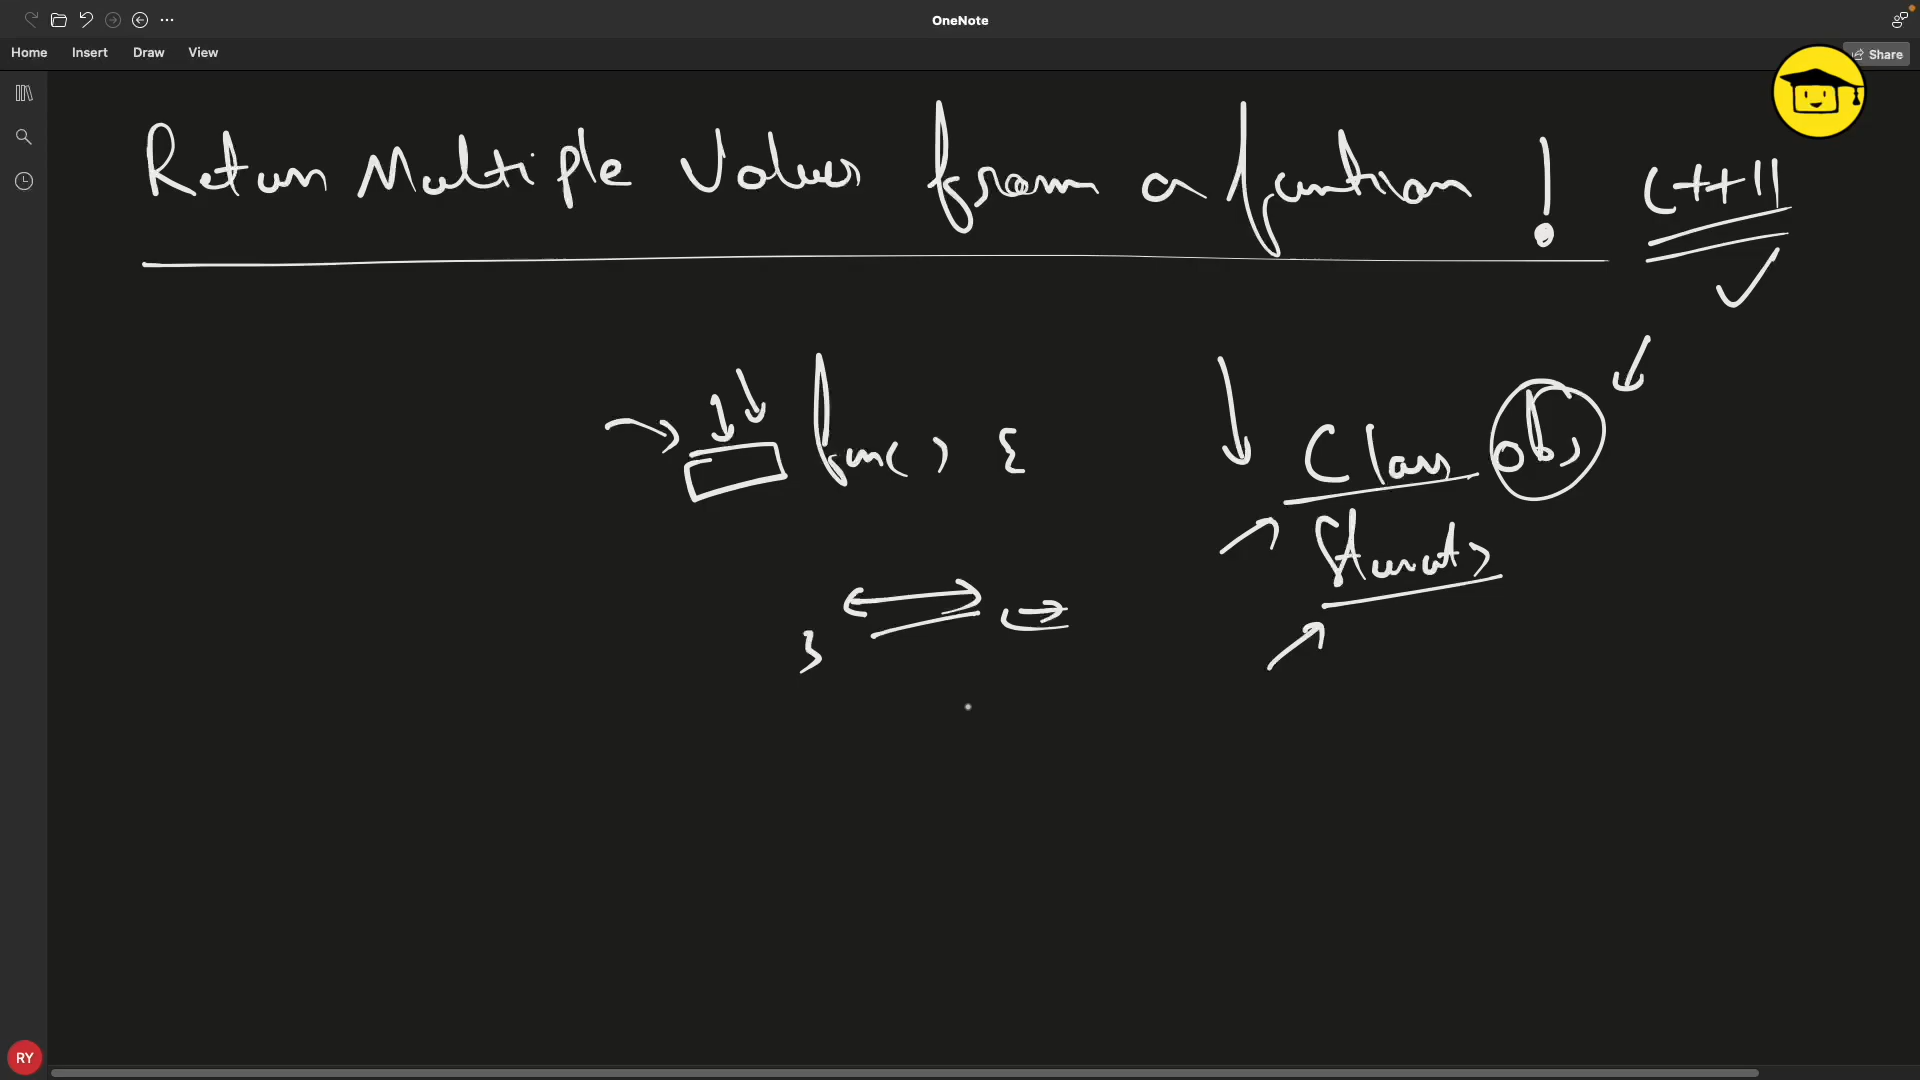 OneNote
Home Insert Draw View
Share
Return Multiple Values from a function ! C++11
func() {
Class obj
Structs
}
RY